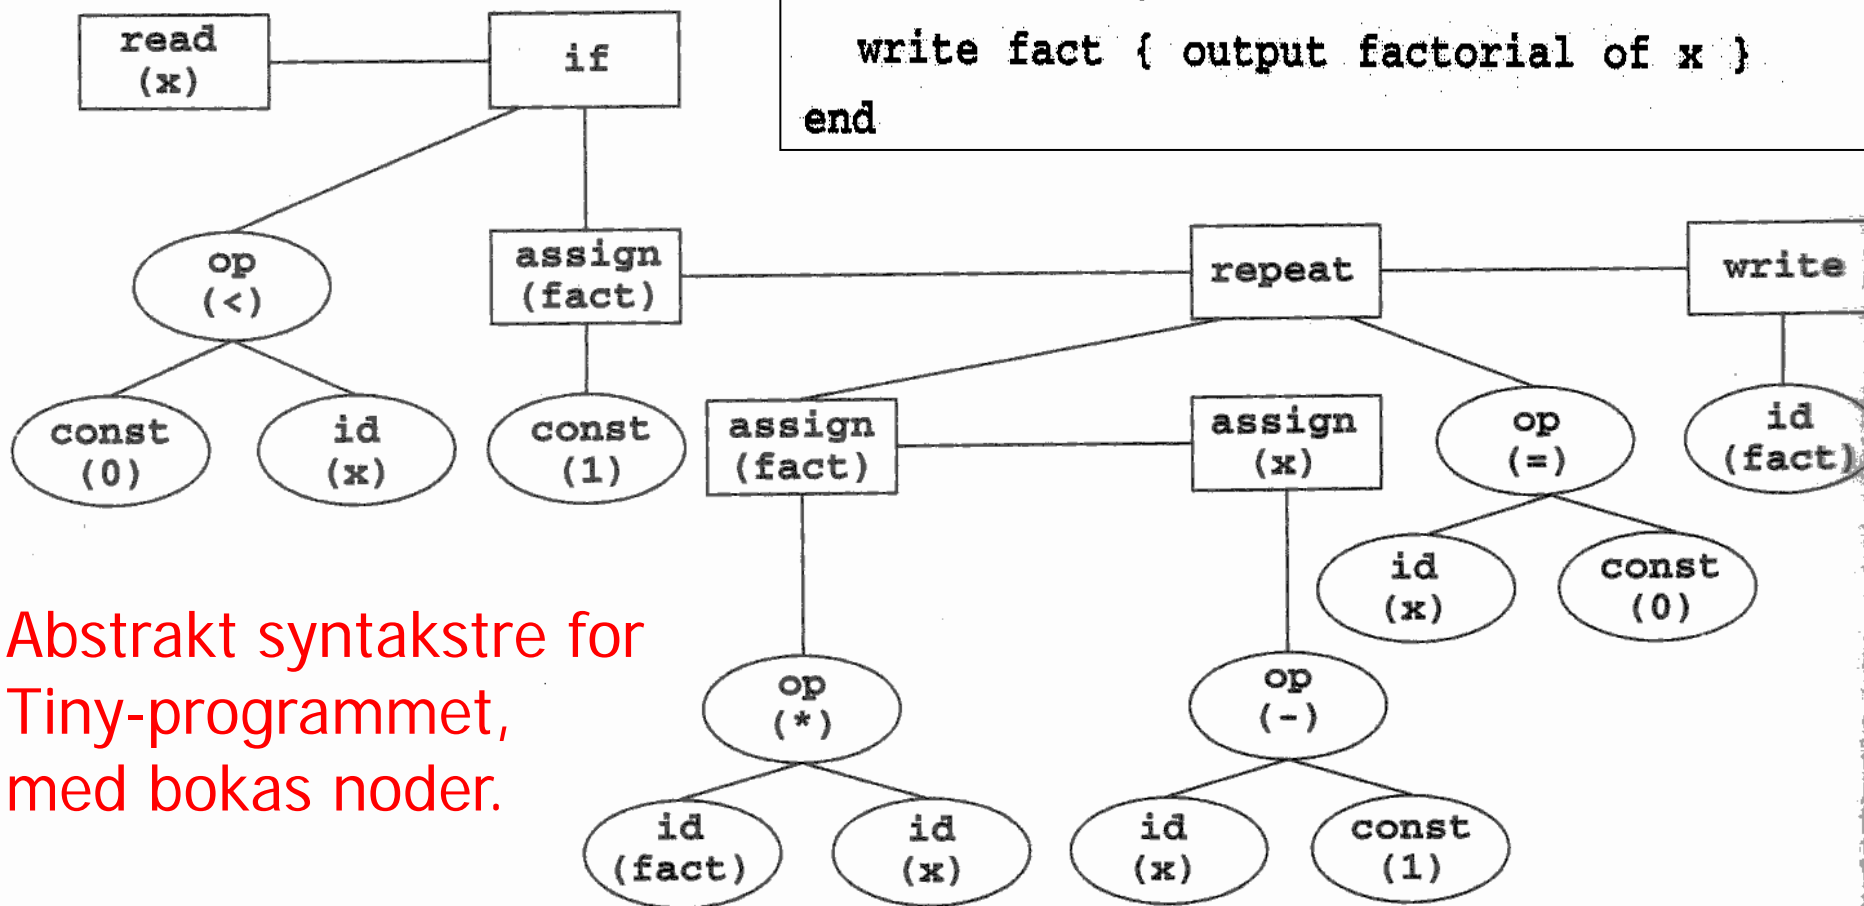 write fact { output factorial of x }
end
read
(x)
if
op
(<)
assign
(fact)
repeat
write
const
(0)
id
(x)
const
(1)
assign
(fact)
assign
(x)
op
(=)
id
(fact)
id
(x)
const
(0)
op
(*)
op
(-)
id
(fact)
id
(x)
id
(x)
const
(1)
Abstrakt syntakstre for
Tiny-programmet,
med bokas noder.